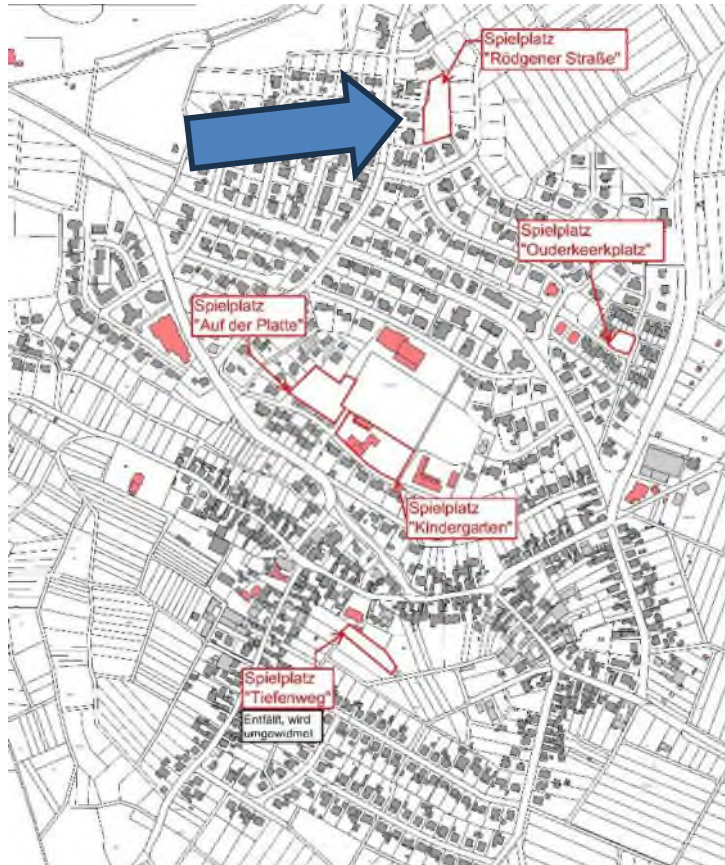 Spielplatz
"Rödgener Straße"
Spielplatz
"Ouderkeerkplatz"
Spielplatz
"Auf der Platte"
Spielplatz
"Kindergarten"
Spielplatz
"Tiefenweg"
Entfällt, wird
umgewidmet